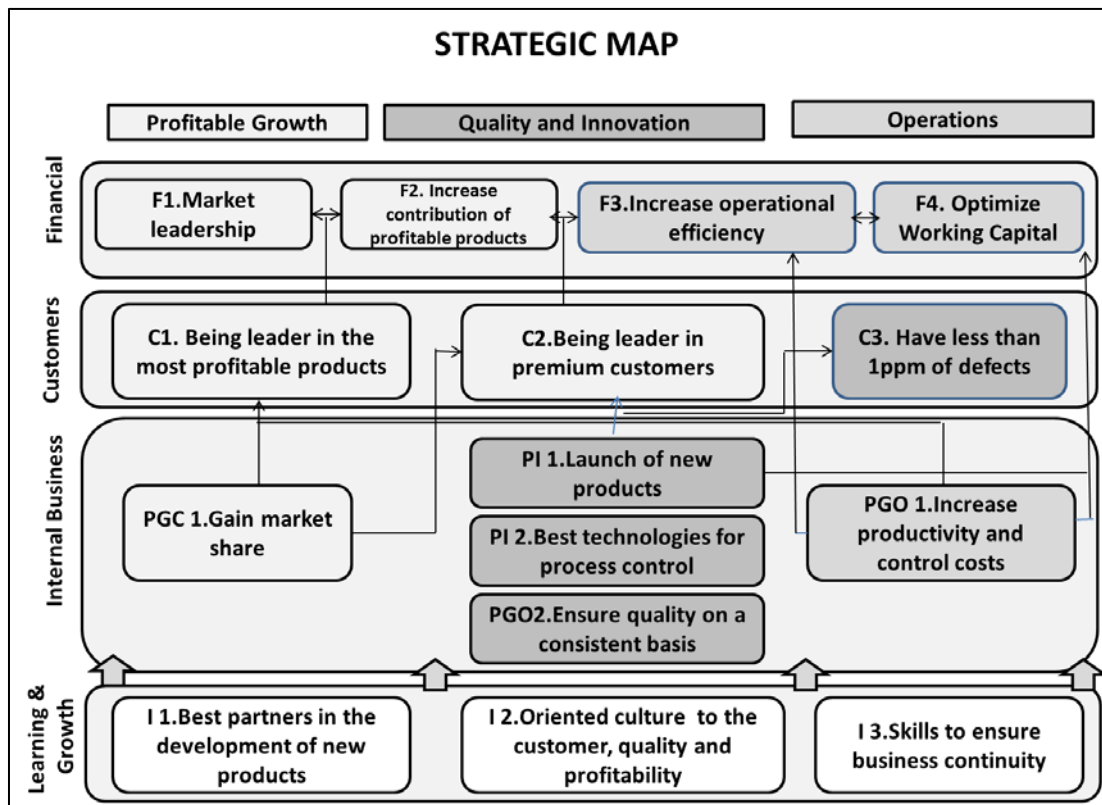 STRATEGIC MAP
Profitable Growth
Quality and Innovation
Operations
Financial
F1.Market
leadership
F2. Increase
contribution of
profitable products
F3.Increase operational
efficiency
F4. Optimize
Working Capital
Customers
C1. Being leader in the
most profitable products
C2.Being leader in
premium customers
C3. Have less than
1ppm of defects
Internal Business
PGC 1.Gain market
share
PI 1.Launch of new
products
PI 2.Best technologies for
process control
PGO2.Ensure quality on a
consistent basis
PGO 1.Increase
productivity and
control costs
Learning &
Growth
I 1.Best partners in the
development of new
products
I 2.Oriented culture to the
customer, quality and
profitability
I 3.Skills to ensure
business continuity